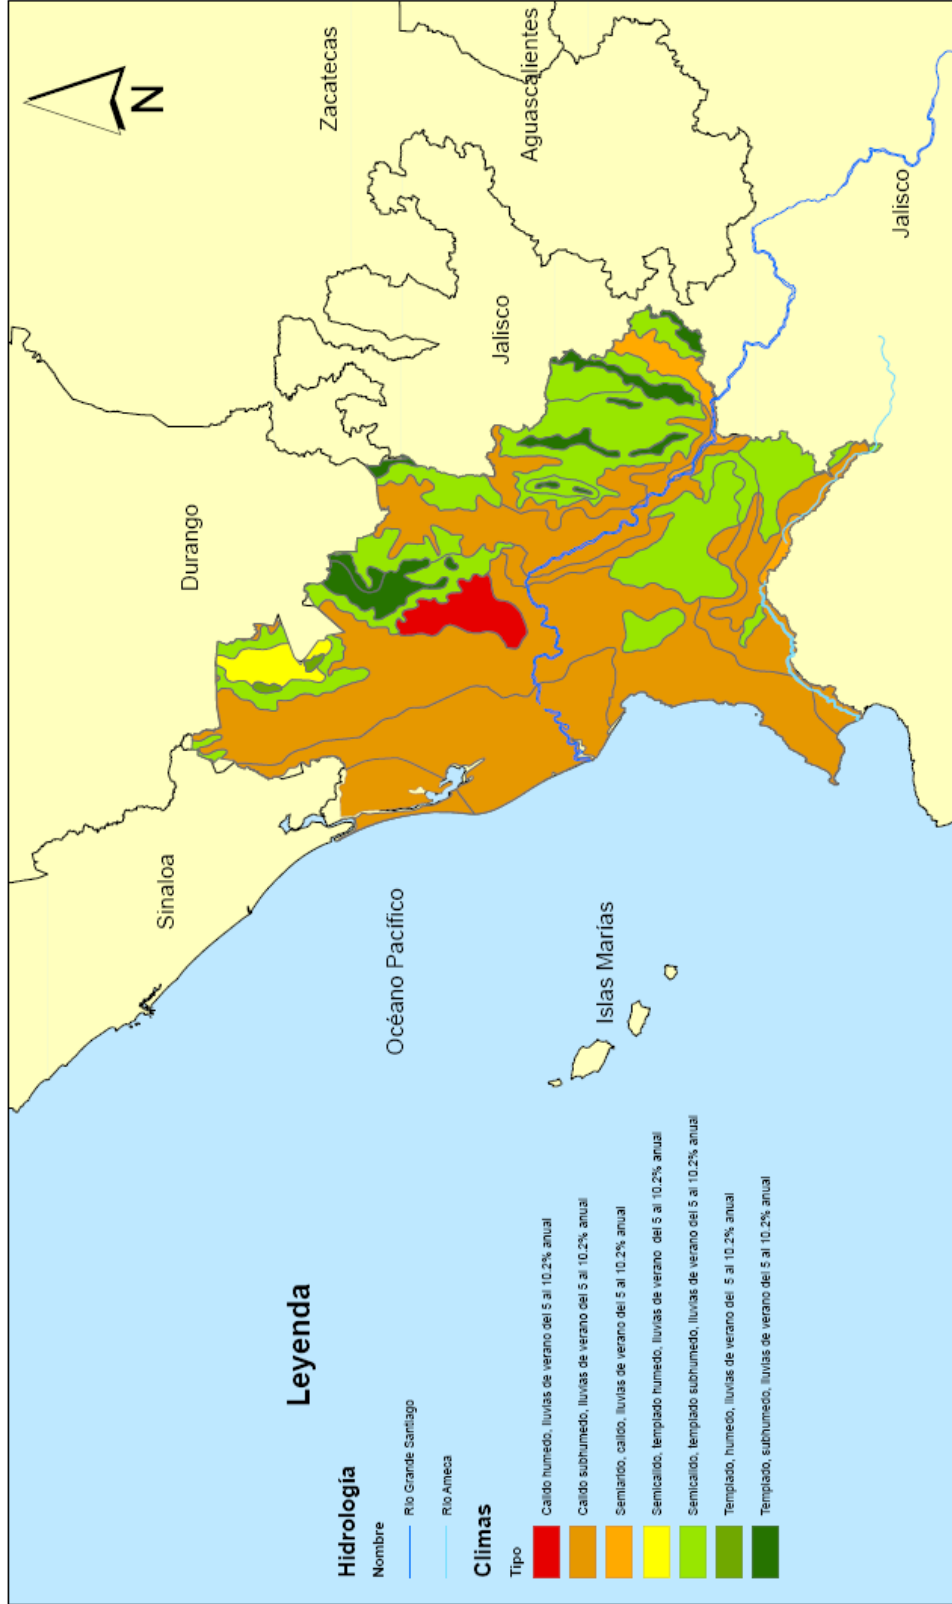 Zacatecas
Aguascalientes
N
Durango
Jalisco
Jalisco
Sinaloa
Océano Pacífico
Islas Marías
Leyenda
Hidrología
Nombre
Río Grande Santiago
Río Ameca
Climas
Tipo
Calido humedo, lluvias de verano del 5 al 10.2% anual
Calido subhumedo, lluvias de verano del 5 al 10.2% anual
Semiarido, calido, lluvias de verano del 5 al 10.2% anual
Semicalido, templado humedo, lluvias de verano del 5 al 10.2% anual
Semicalido, templado subhumedo, lluvias de verano del 5 al 10.2% anual
Templado, humedo, lluvias de verano del 5 al 10.2% anual
Templado, subhumedo, lluvias de verano del 5 al 10.2% anual